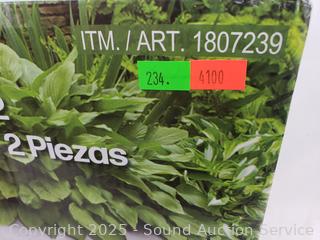 ITM. / ART. 1807239
234. 4100
2 Piezas
Copyright 2025 - Sound Auction Service